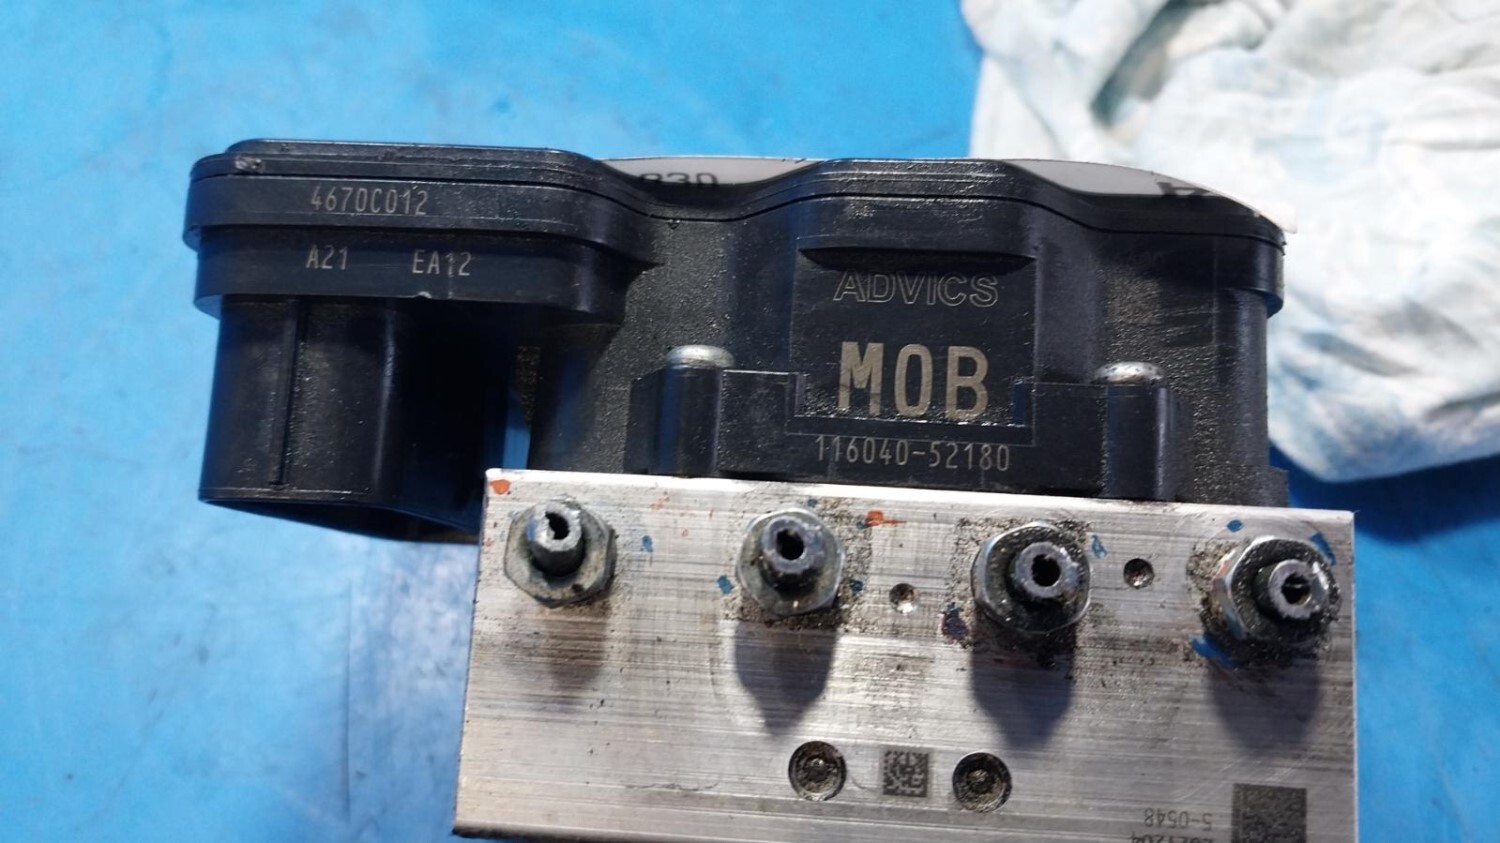 4670C012
A21 EA12
ADVICS
MOB
116040-52180
5-0548